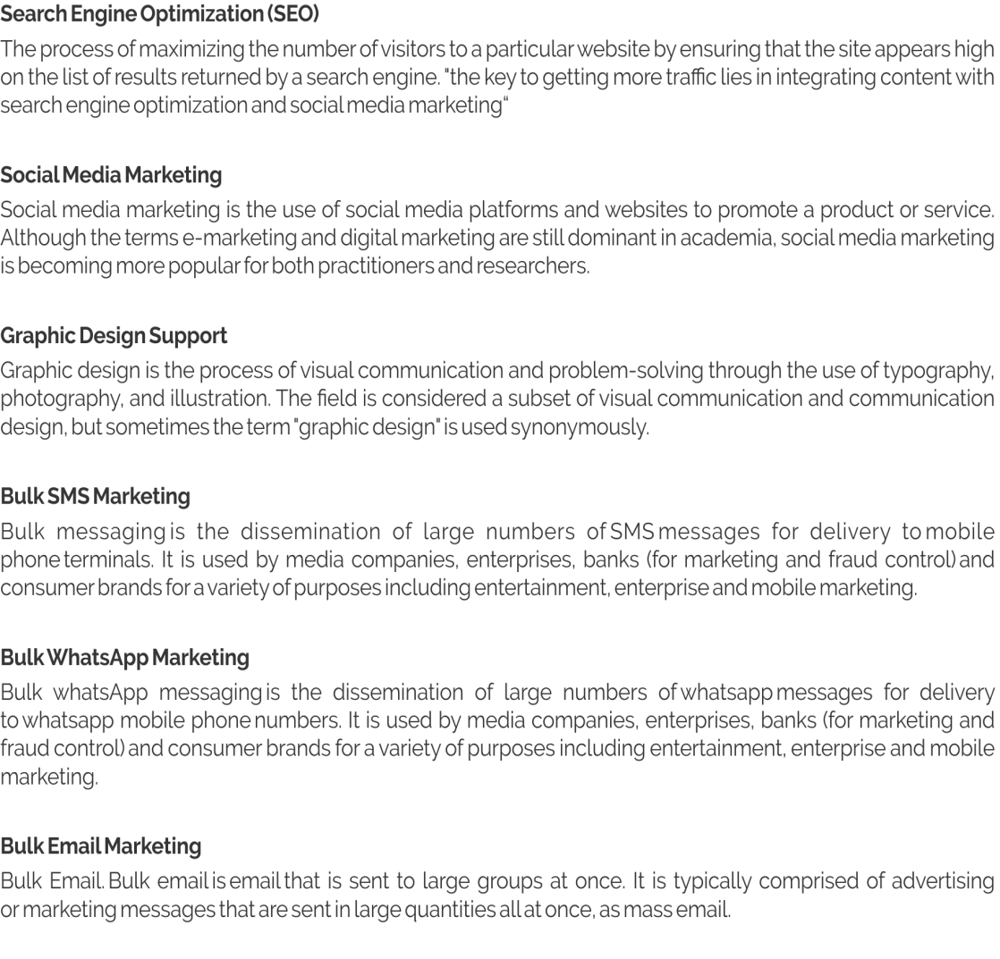 Search Engine Optimization (SEO)
The process of maximizing the number of visitors to a particular website by ensuring that the site appears high
on the list of results returned by a search engine. "the key to getting more traffic lies in integrating content with
search engine optimization and social media marketing“
Social Media Marketing
Social media marketing is the use of social media platforms and websites to promote a product or service.
Although the terms e-marketing and digital marketing are still dominant in academia, social media marketing
is becoming more popular for both practitioners and researchers.
Graphic Design Support
Graphic design is the process of visual communication and problem-solving through the use of typography,
photography, and illustration. The field is considered a subset of visual communication and communication
design, but sometimes the term "graphic design" is used synonymously.
Bulk SMS Marketing
Bulk messaging is the dissemination of large numbers of SMS messages for delivery to mobile
phone terminals. It is used by media companies, enterprises, banks (for marketing and fraud control) and
consumer brands for a variety of purposes including entertainment, enterprise and mobile marketing.
Bulk WhatsApp Marketing
Bulk whatsApp messaging is the dissemination of large numbers of whatsapp messages for delivery
to whatsapp mobile phone numbers. It is used by media companies, enterprises, banks (for marketing and
fraud control) and consumer brands for a variety of purposes including entertainment, enterprise and mobile
marketing.
Bulk Email Marketing
Bulk Email. Bulk email is email that is sent to large groups at once. It is typically comprised of advertising
or marketing messages that are sent in large quantities all at once, as mass email.